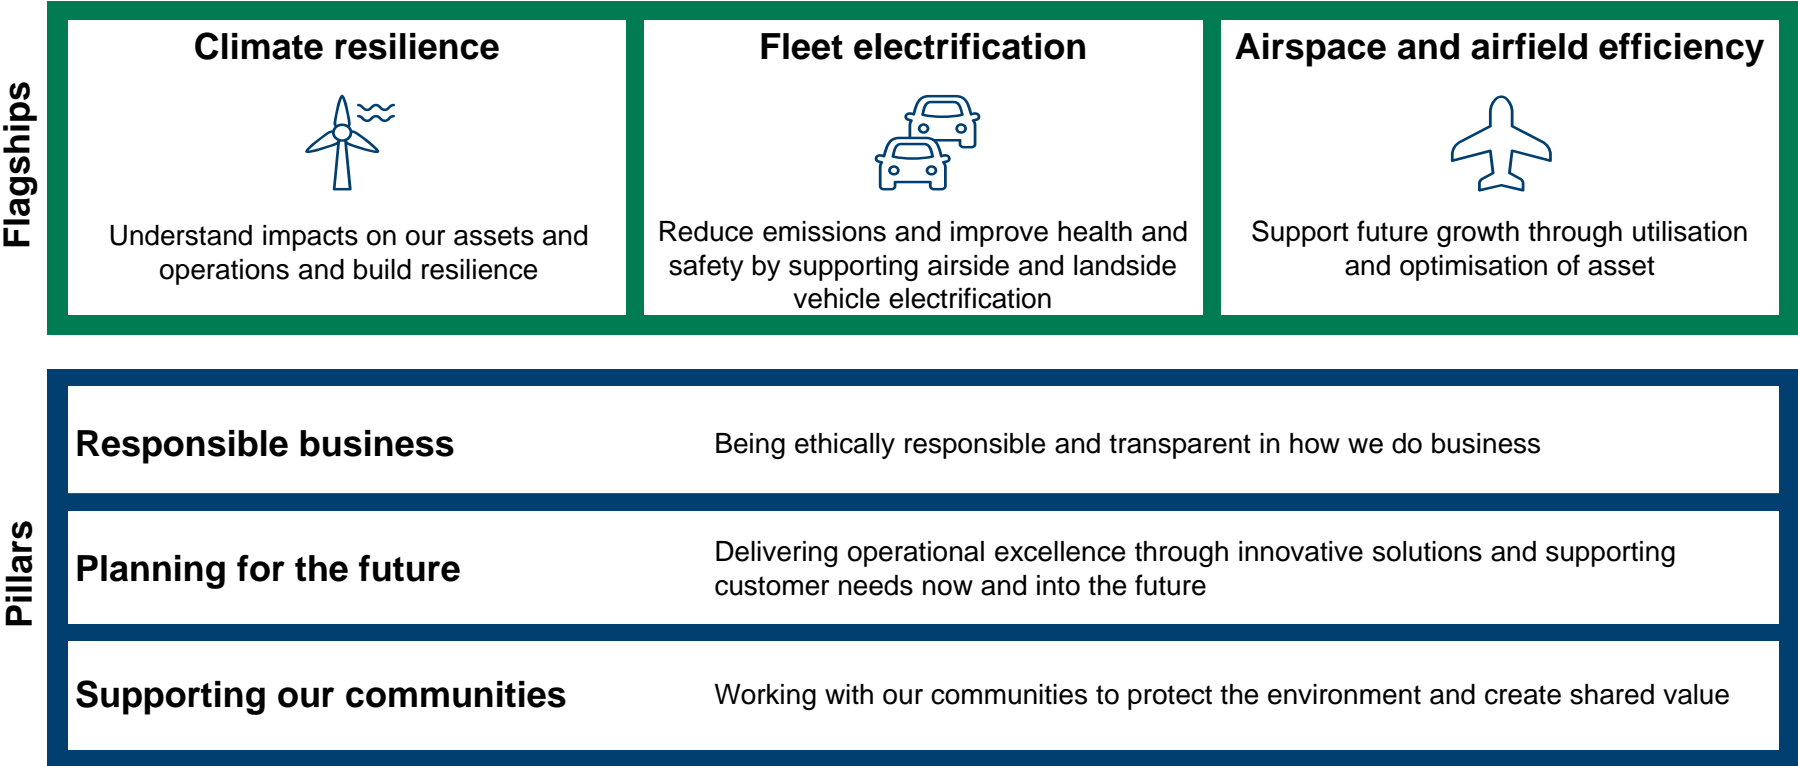 Flagships
Climate resilience
Understand impacts on our assets and
operations and build resilience
Fleet electrification
Reduce emissions and improve health and
safety by supporting airside and landside
vehicle electrification
Airspace and airfield efficiency
Support future growth through utilisation
and optimisation of asset
Pillars
Responsible business
Being ethically responsible and transparent in how we do business
Planning for the future
Delivering operational excellence through innovative solutions and supporting
customer needs now and into the future
Supporting our communities
Working with our communities to protect the environment and create shared value